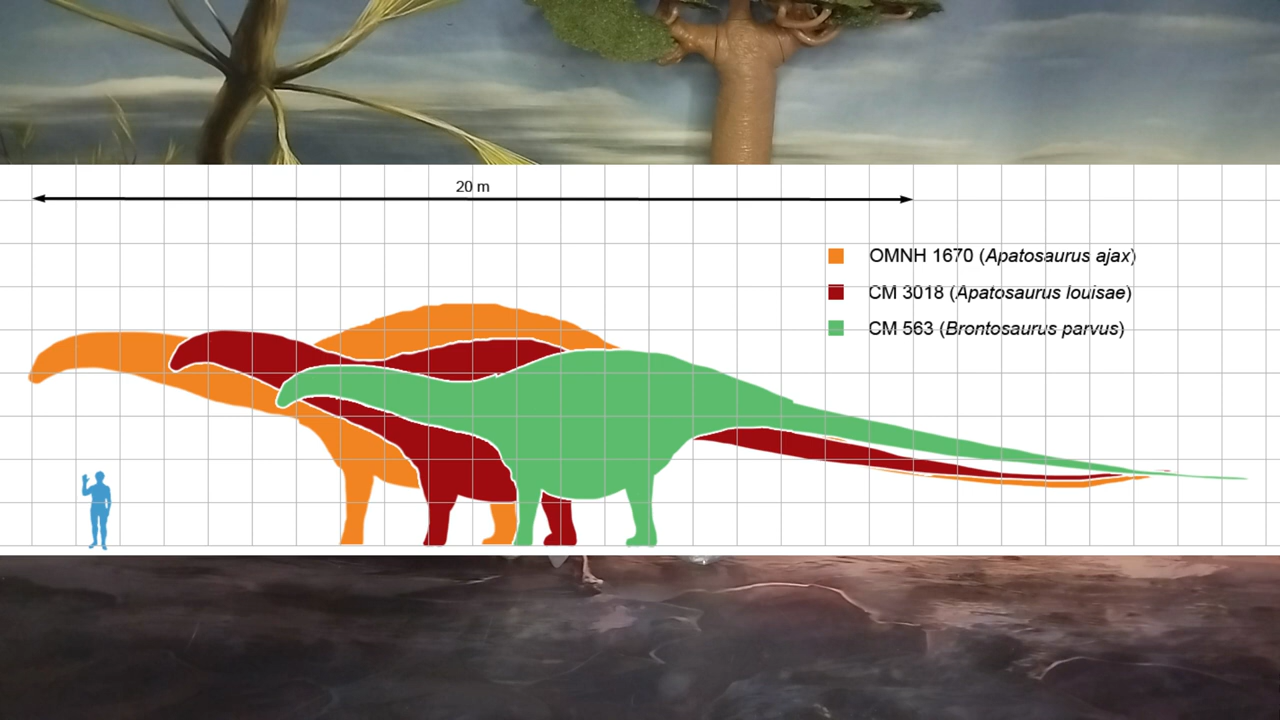 20 m
OMNH 1670 (Apatosaurus ajax)
CM 3018 (Apatosaurus louisae)
CM 563 (Brontosaurus parvus)